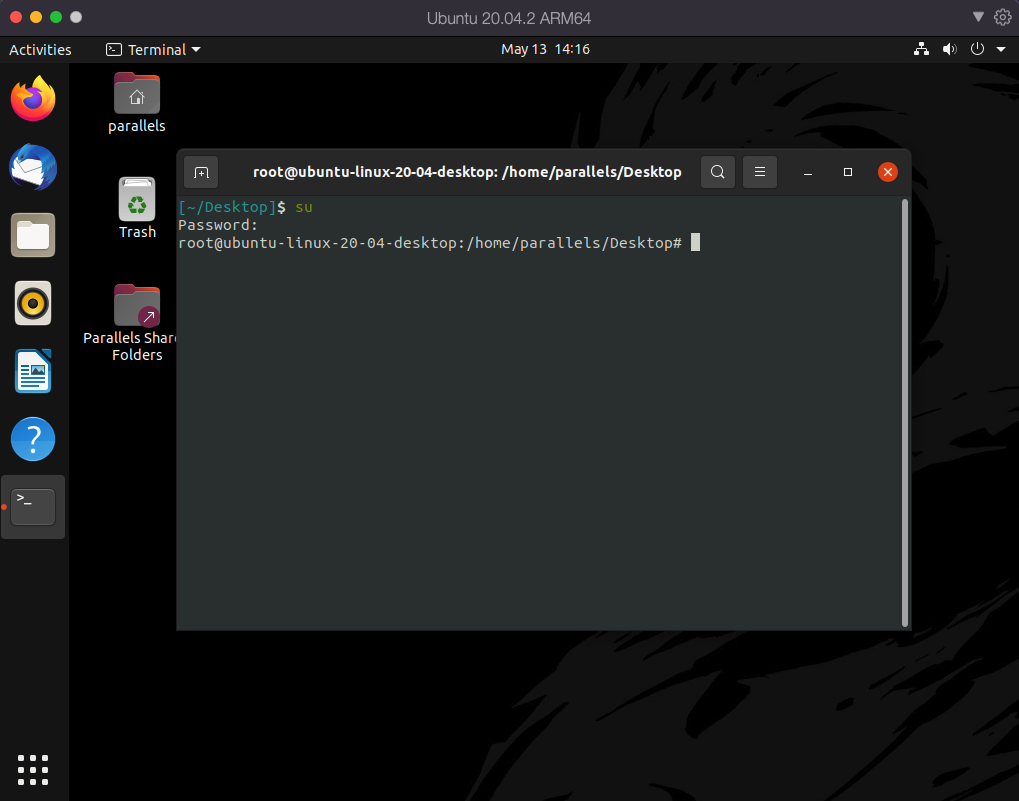 Ubuntu 20.04.2 ARM64
Activities
Terminal
May 13 14:16
parallels
Trash
Parallels Shar
Folders
root@ubuntu-linux-20-04-desktop: /home/parallels/Desktop
[~/Desktop]$ su
Password:
root@ubuntu-linux-20-04-desktop:/home/parallels/Desktop#
?
>_